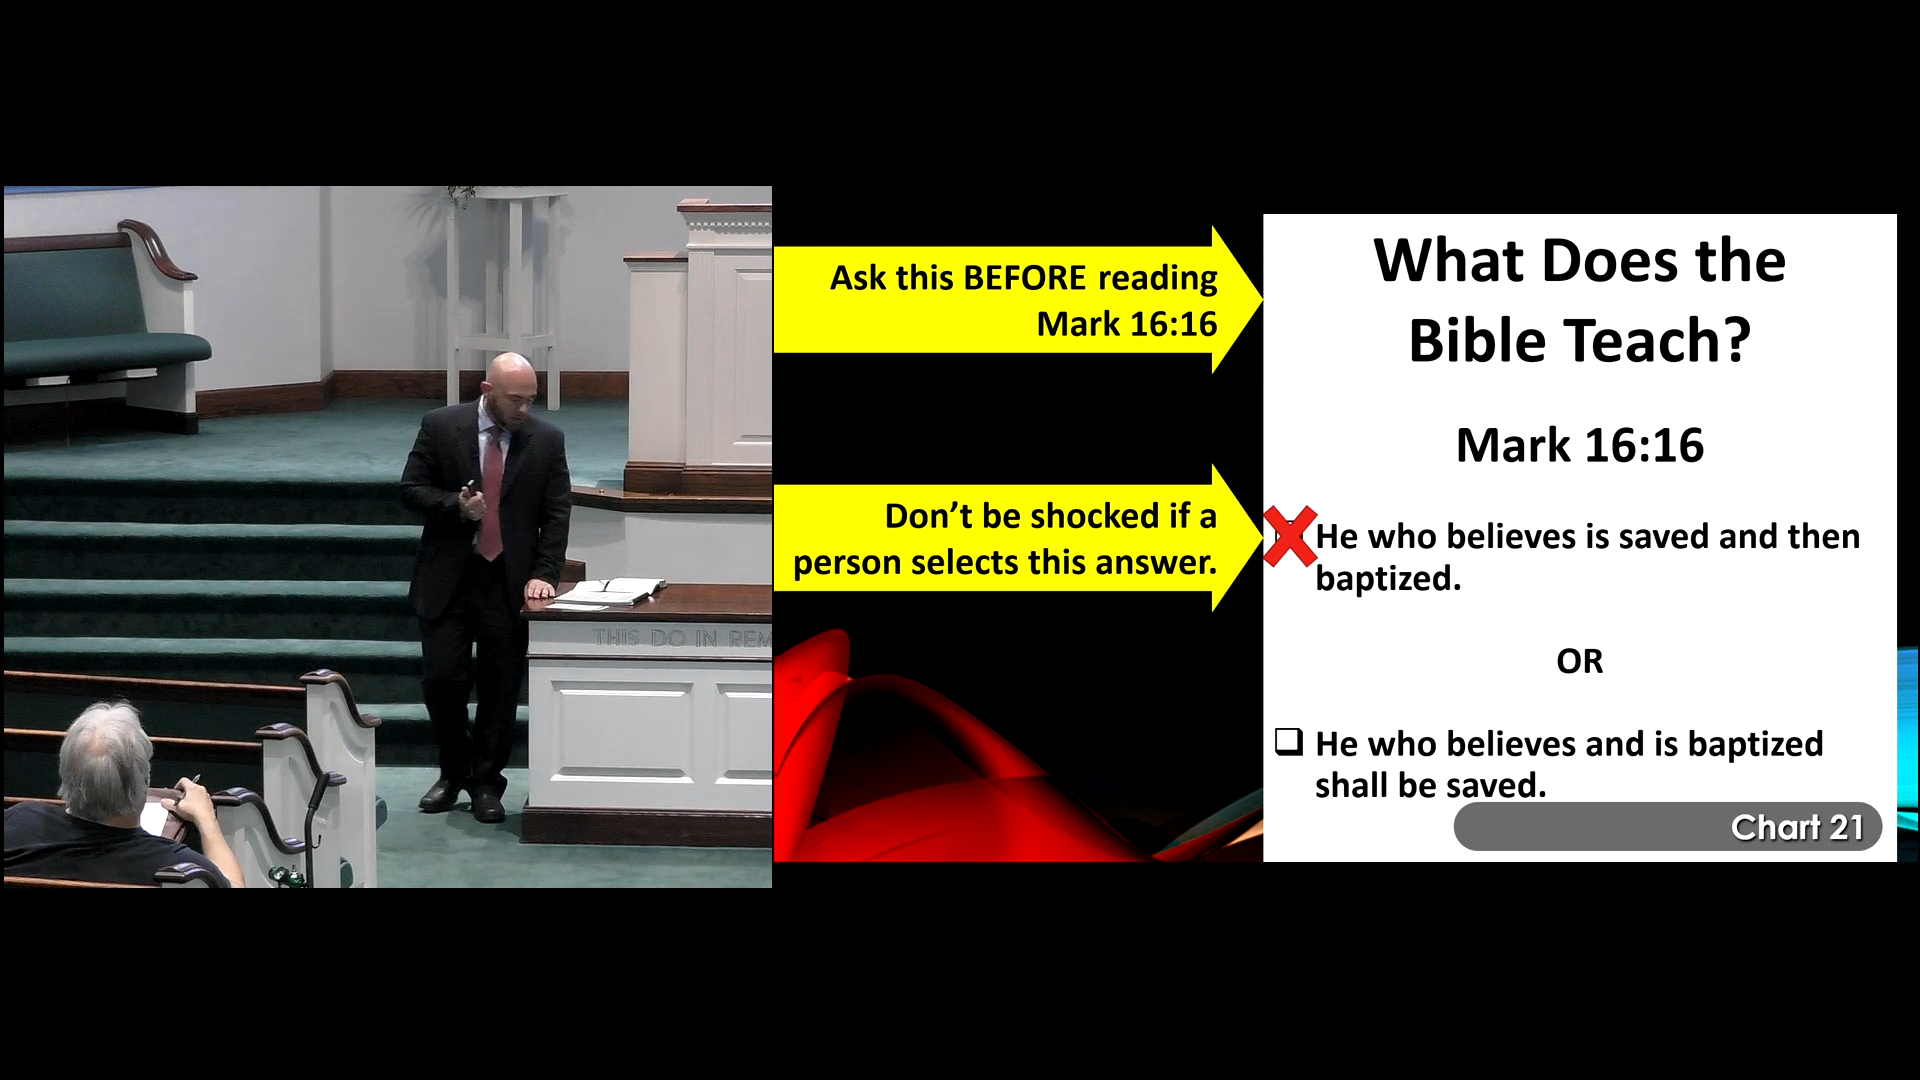 Ask this BEFORE reading
Mark 16:16
Don’t be shocked if a
person selects this answer.
What Does the
Bible Teach?
Mark 16:16
He who believes is saved and then
baptized.
OR
He who believes and is baptized
shall be saved.
Chart 21
THIS DO IN REM